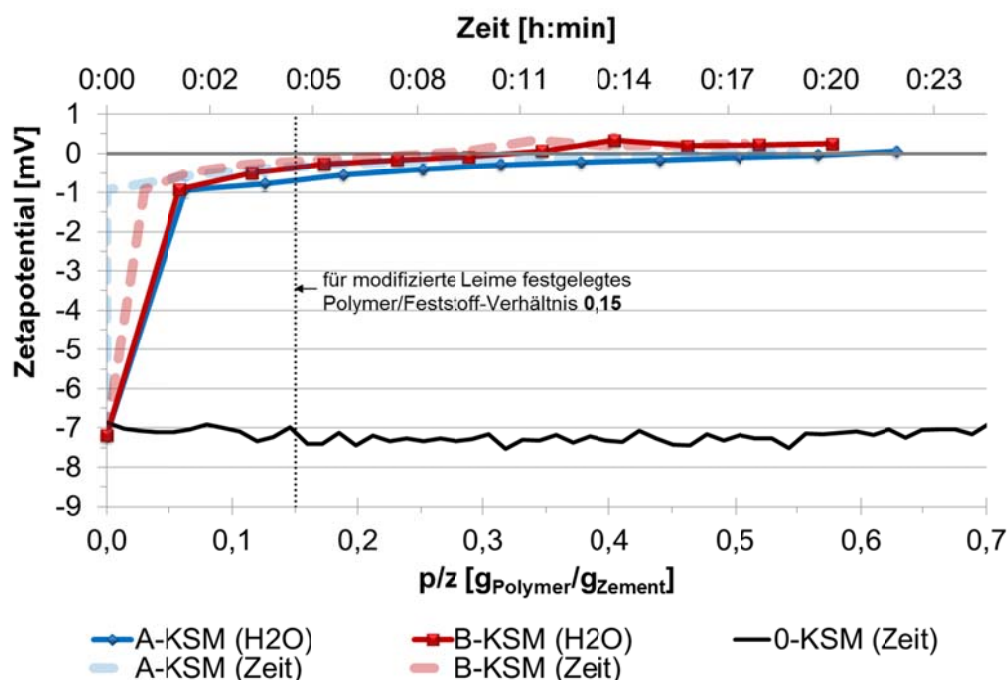 Zeit [h:min]
0:00 0:02 0:05 0:08 0:11 0:14 0:17 0:20 0:23
Zetapotential [mV]
1
0
-1
-2
-3
-4
-5
-6
-7
-8
-9
für modifizierte Leime festgelegtes
Polymer/Feststoff-Verhältnis 0,15
0,0 0,1 0,2 0,3 0,4 0,5 0,6 0,7
p/z [gPolymer/gZement]
A-KSM (H2O) B-KSM (H2O) 0-KSM (Zeit)
A-KSM (Zeit) B-KSM (Zeit)